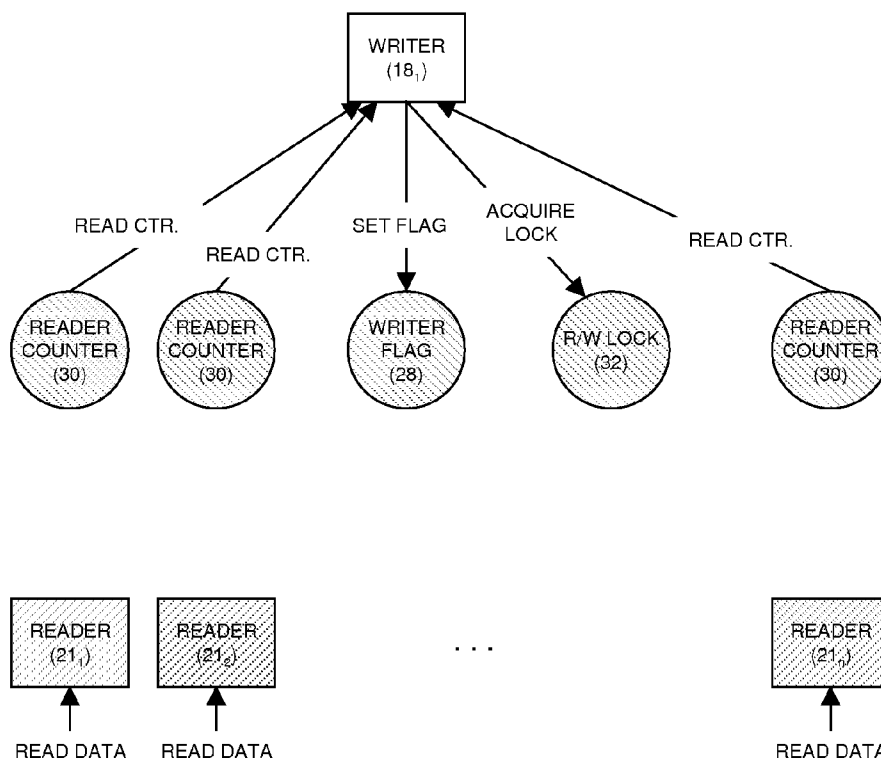 WRITER
(18₁)
READ CTR.
READ CTR.
SET FLAG
ACQUIRE
LOCK
READ CTR.
READER
COUNTER
(30)
READER
COUNTER
(30)
WRITER
FLAG
(28)
R/W LOCK
(32)
READER
COUNTER
(30)
READER
(21₁)
READER
(21₂)
. . .
READER
(21ₙ)
READ DATA
READ DATA
READ DATA